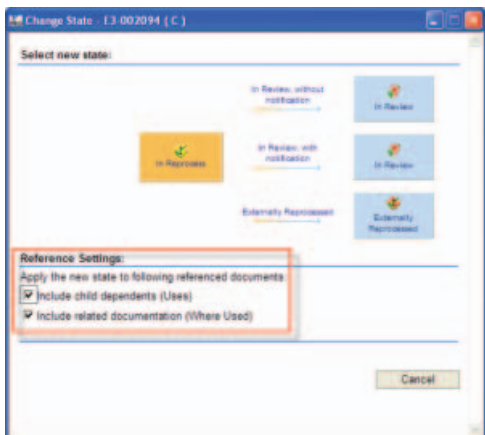 Change State - E3-002094 ( C )
Select new state:
In Review, without
notification
In Review
In Reprocess
In Review, with
notification
In Review
Externally Reprocessed
Externally
Reprocessed
Reference Settings:
Apply the new state to following referenced documents
Include child dependents (Uses)
Include related documentation (Where Used)
Cancel